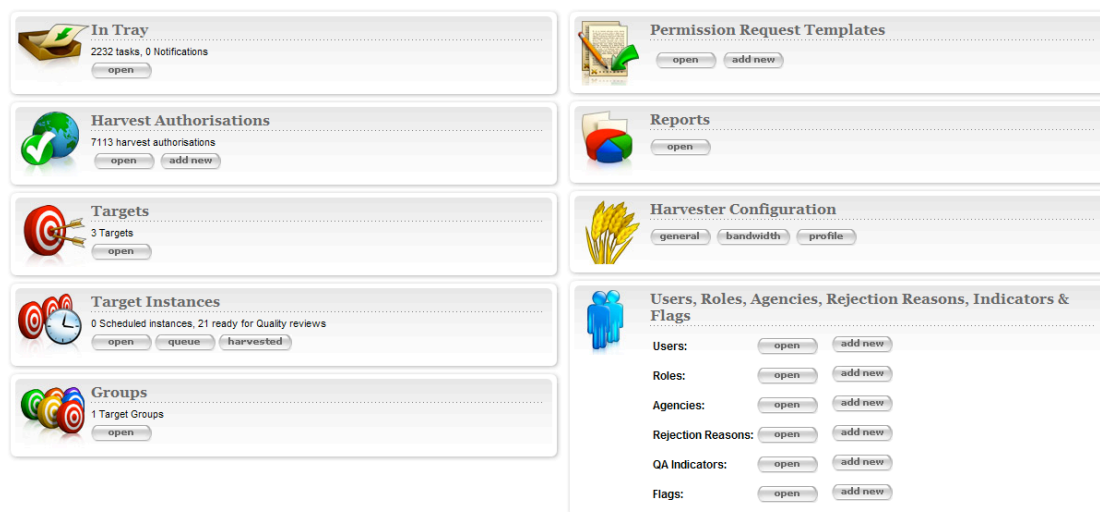 In Tray
2232 tasks, 0 Notifications
open
Harvest Authorisations
7113 harvest authorisations
open add new
Targets
3 Targets
open
Target Instances
0 Scheduled instances, 21 ready for Quality reviews
open queue harvested
Groups
1 Target Groups
open
Permission Request Templates
open add new
Reports
open
Harvester Configuration
general bandwidth profile
Users, Roles, Agencies, Rejection Reasons, Indicators &
Flags
Users: open add new
Roles: open add new
Agencies: open add new
Rejection Reasons: open add new
QA Indicators: open add new
Flags: open add new